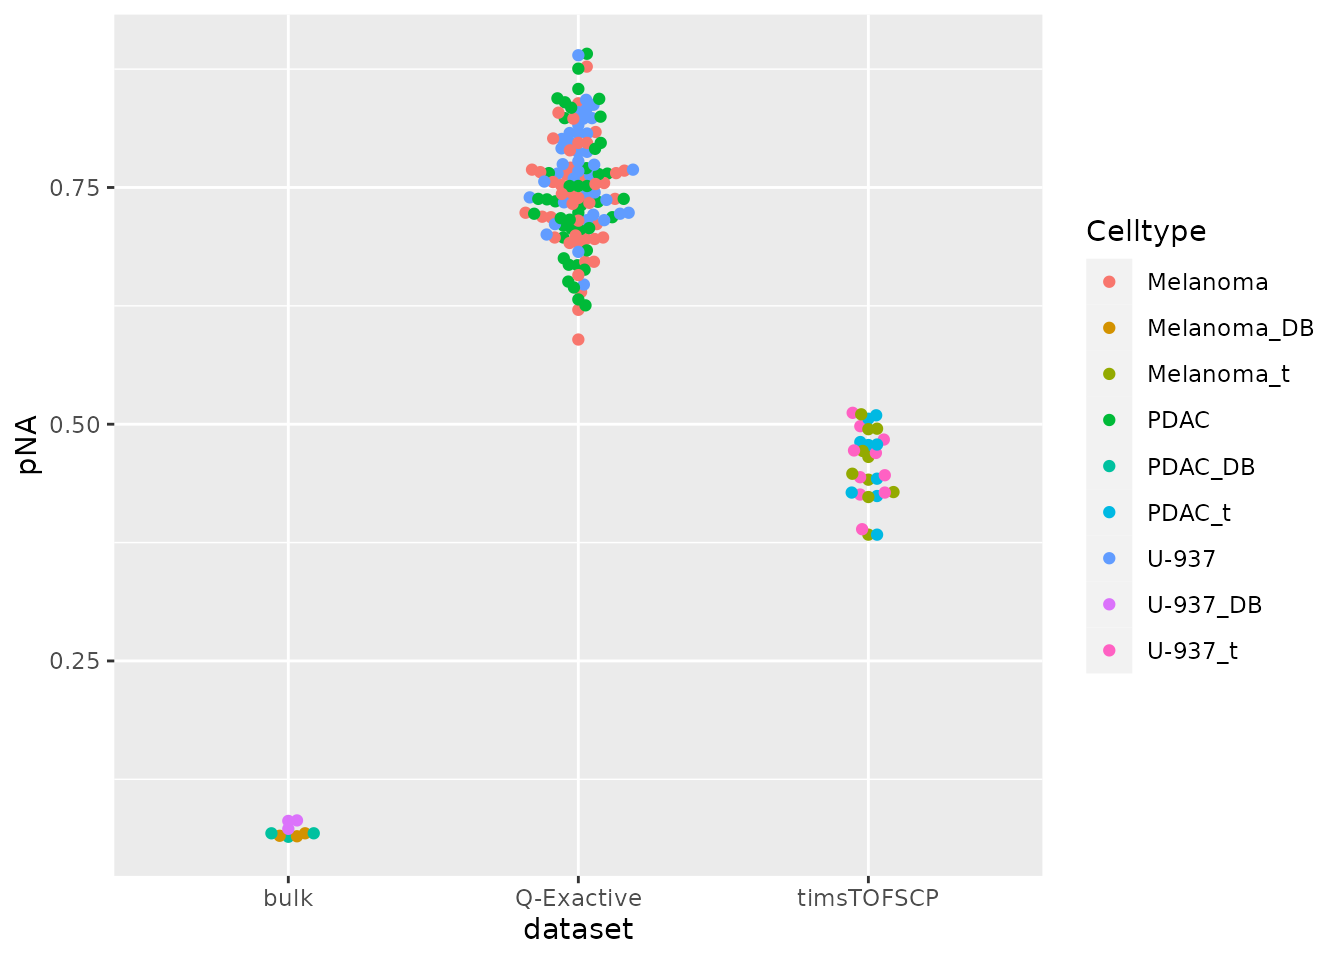 pNA
0.75
0.50
0.25
bulk
Q-Exactive
timsTOFSCP
dataset
Celltype
Melanoma
Melanoma_DB
Melanoma_t
PDAC
PDAC_DB
PDAC_t
U-937
U-937_DB
U-937_t